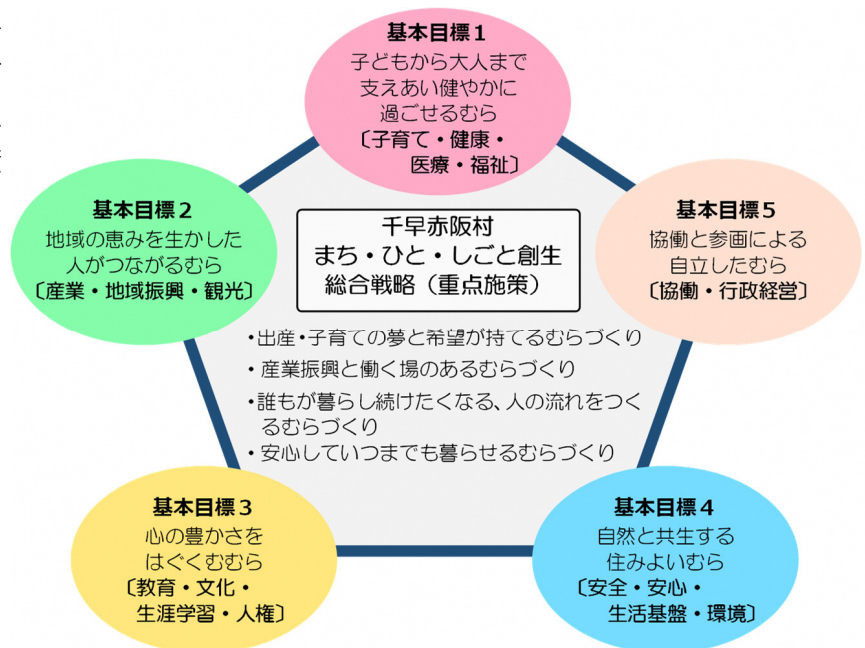 基本目標1
子どもから大人まで
支えあい健やかに
過ごせるむら
〔子育て・健康・
医療・福祉〕
基本目標2
地域の恵みを生かした
人がつながるむら
〔産業・地域振興・観光〕
基本目標5
協働と参画による
自立したむら
〔協働・行政経営〕
千早赤阪村
まち・ひと・しごと創生
総合戦略（重点施策）
・出産・子育ての夢と希望が持てるむらづくり
・産業振興と働く場のあるむらづくり
・誰もが暮らし続けたくなる、人の流れをつく
るむらづくり
・安心していつまでも暮らせるむらづくり
基本目標3
心の豊かさを
はぐくむむら
〔教育・文化・
生涯学習・人権〕
基本目標4
自然と共生する
住みよいむら
〔安全・安心・
生活基盤・環境〕